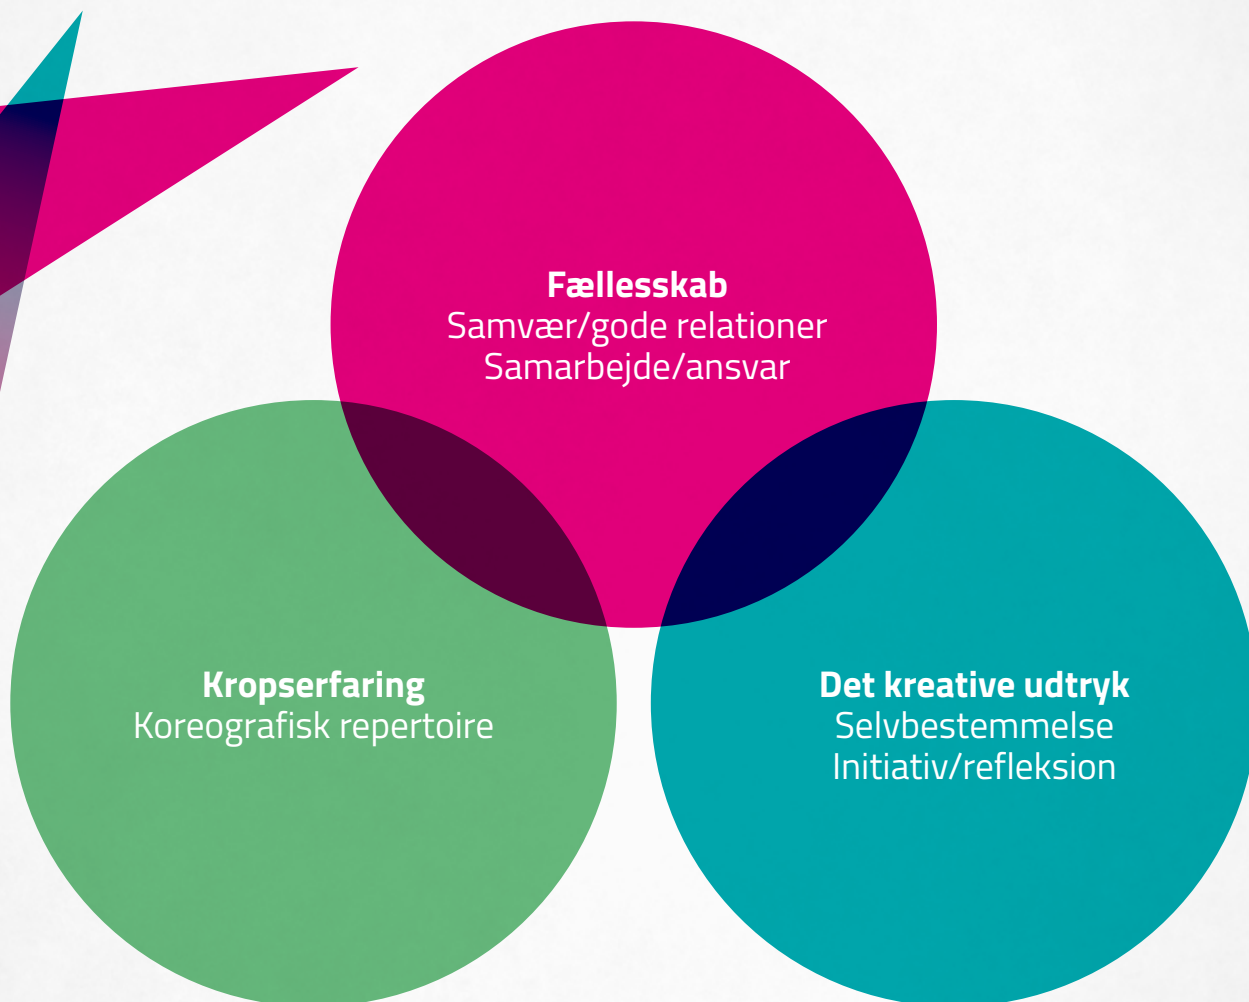 Fællesskab
Samvær/gode relationer
Samarbejde/ansvar
Kropserfaring
Koreografisk repertoire
Det kreative udtryk
Selvbestemmelse
Initiativ/refleksion